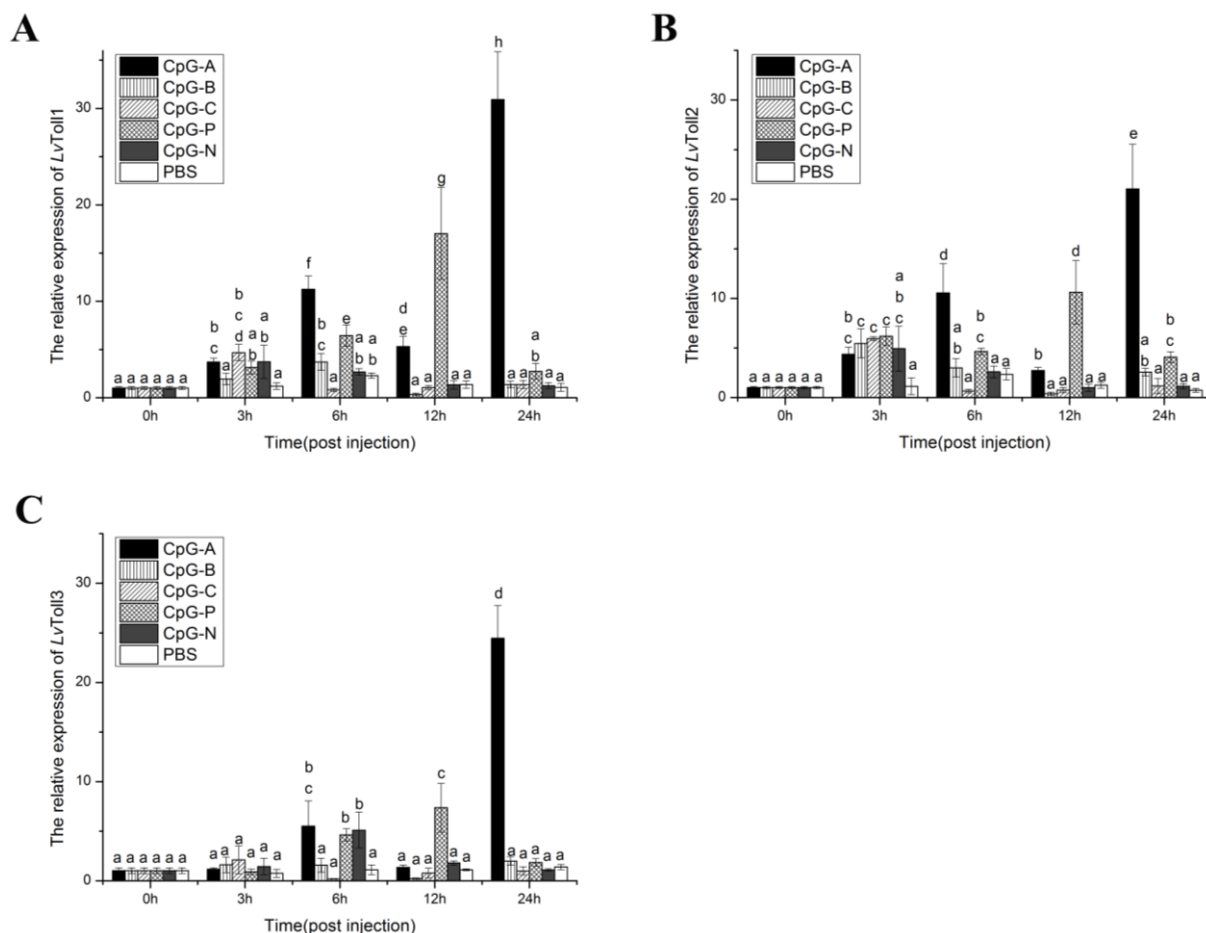 A
The relative expression of LvToll1
30
20
10
0
CpG-A
CpG-B
CpG-C
CpG-P
CpG-N
PBS
a a a a a a
b c a b c d a b a b a
f b c a e a b a b
d e a a g a a
h a a a b a a
0h 3h 6h 12h 24h
Time(post injection)
B
The relative expression of LvToll2
30
20
10
0
CpG-A
CpG-B
CpG-C
CpG-P
CpG-N
PBS
a a a a a a
b c c c c a b c a
d a b a b c a a
b a a d a a
e a b a b c a a
0h 3h 6h 12h 24h
Time(post injection)
C
The relative expression of LvToll3
30
20
10
0
CpG-A
CpG-B
CpG-C
CpG-P
CpG-N
PBS
a a a a a a
a a a a a a
b c a a b b a
a a a c a a
d a a a a a
0h 3h 6h 12h 24h
Time(post injection)